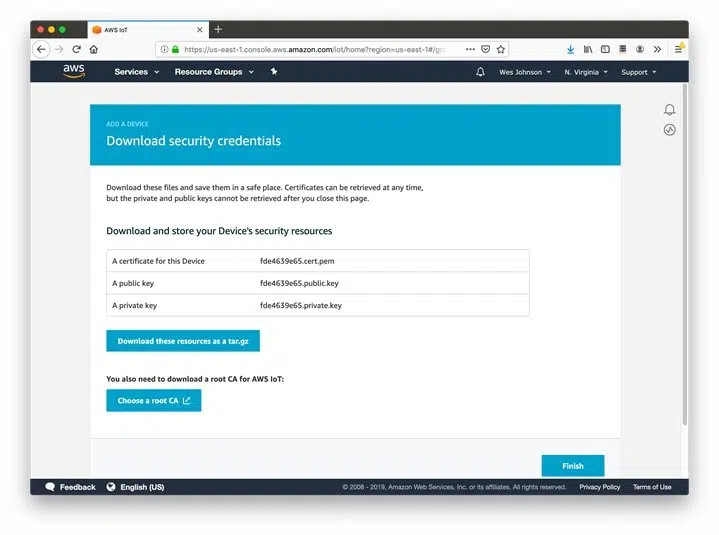 AWS IoT
https://us-east-1.console.aws.amazon.com/iot/home?region=us-east-1#/gr
aws Services Resource Groups Wes Johnson N. Virginia Support
ADD A DEVICE
Download security credentials
Download these files and save them in a safe place. Certificates can be retrieved at any time,
but the private and public keys cannot be retrieved after you close this page.
Download and store your Device's security resources
A certificate for this Device fde4639e65.cert.pem
A public key fde4639e65.public.key
A private key fde4639e65.private.key
Download these resources as a tar.gz
You also need to download a root CA for AWS IoT:
Choose a root CA
Finish
Feedback English (US) © 2008 - 2019, Amazon Web Services, Inc. or its affiliates. All rights reserved. Privacy Policy Terms of Use